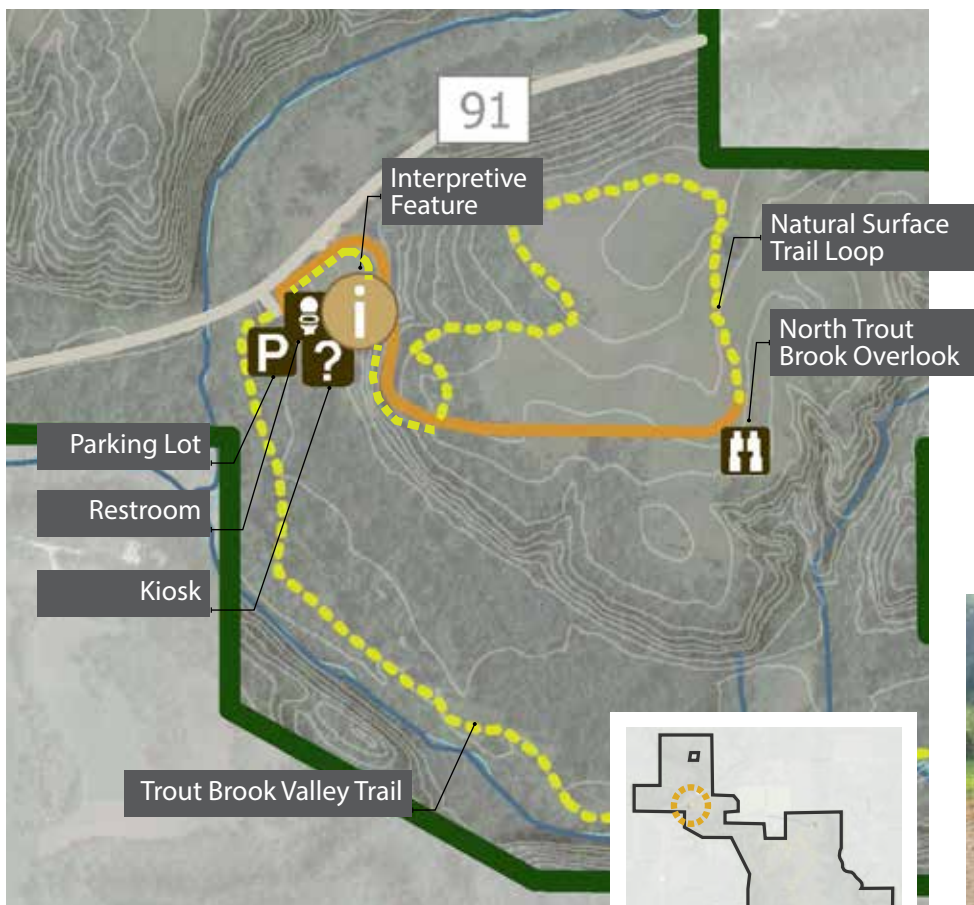 91
Interpretive
Feature
Natural Surface
Trail Loop
i
P
?
North Trout
Brook Overlook
Parking Lot
Restroom
Kiosk
Trout Brook Valley Trail